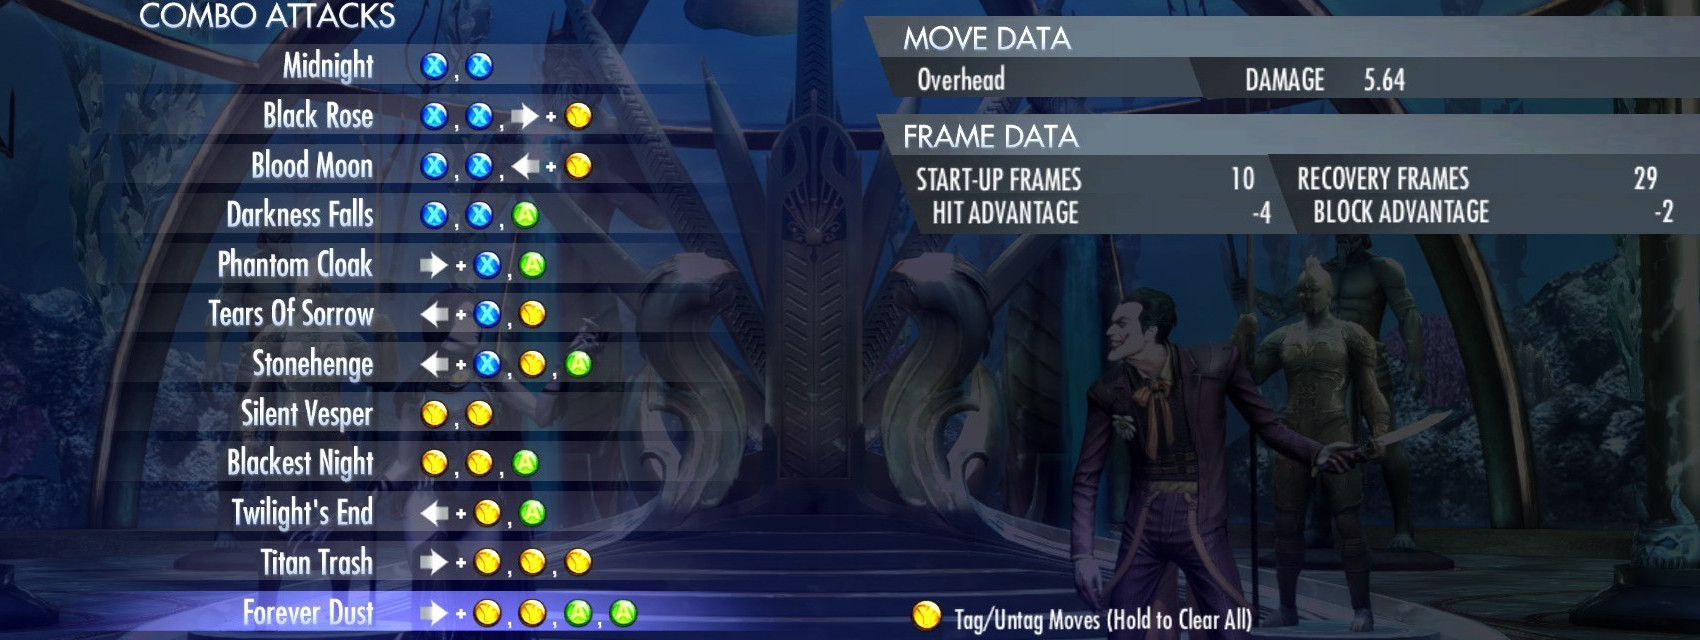 COMBO ATTACKS
Midnight X , X
Black Rose X , X , + Y
Blood Moon X , X , + Y
Darkness Falls X , X , A
Phantom Cloak + X , A
Tears Of Sorrow + X , Y
Stonehenge + X , Y , A
Silent Vesper Y , Y
Blackest Night Y , Y , A
Twilight's End + Y , A
Titan Trash + Y , Y , Y
Forever Dust + Y , Y , A , A
MOVE DATA
Overhead DAMAGE 5.64
FRAME DATA
START-UP FRAMES 10 RECOVERY FRAMES 29
HIT ADVANTAGE -4 BLOCK ADVANTAGE -2
Y Tag/Untag Moves (Hold to Clear All)